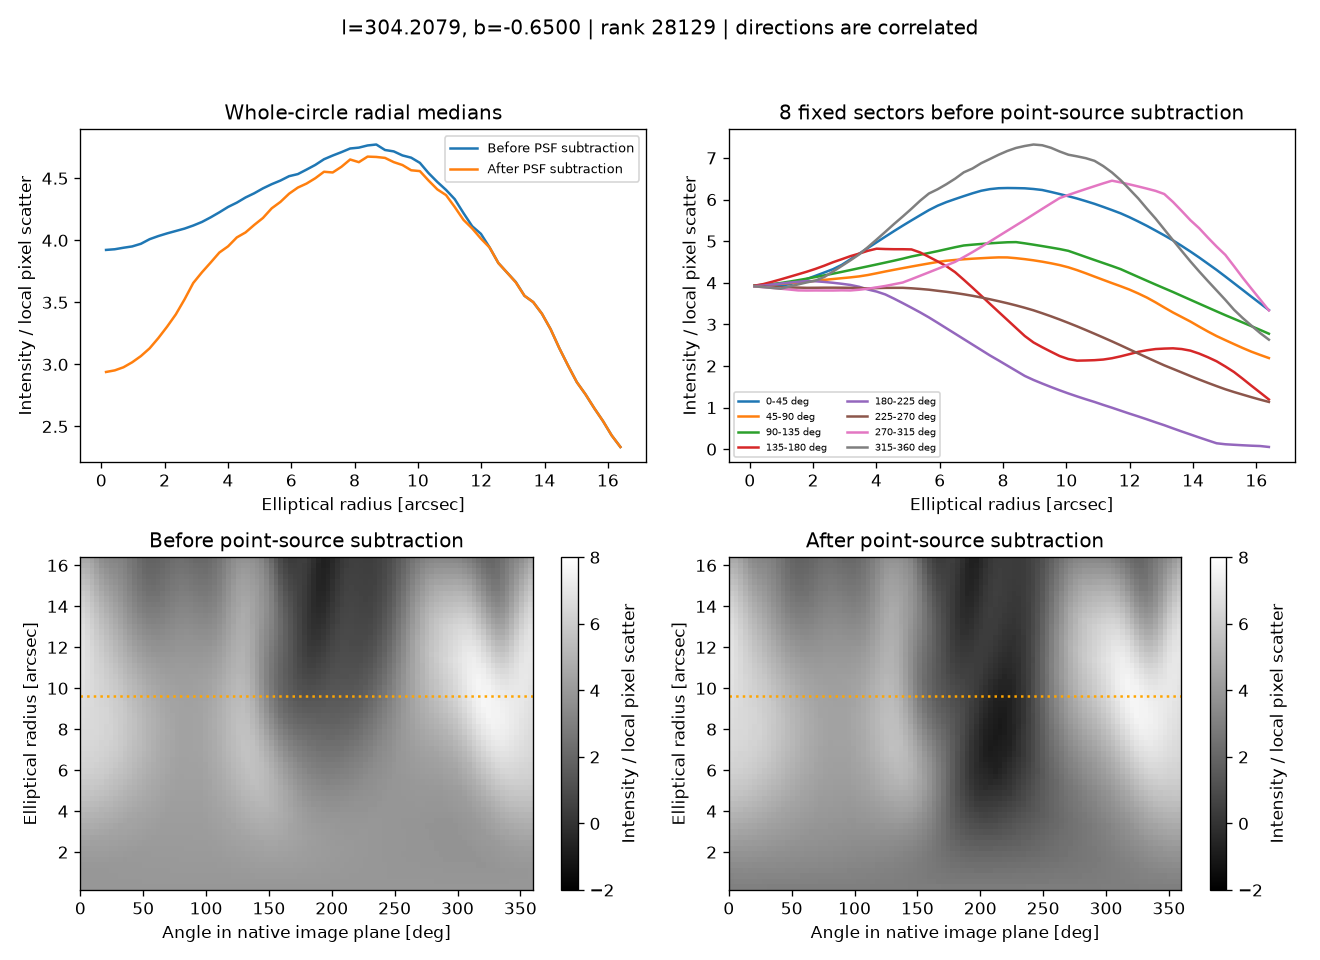 l=304.2079, b=-0.6500 | rank 28129 | directions are correlated
Whole-circle radial medians
Before PSF subtraction
After PSF subtraction
Intensity / local pixel scatter
4.5
4.0
3.5
3.0
2.5
0 2 4 6 8 10 12 14 16
Elliptical radius [arcsec]
8 fixed sectors before point-source subtraction
Intensity / local pixel scatter
7
6
5
4
3
2
1
0
0-45 deg
45-90 deg
90-135 deg
135-180 deg
180-225 deg
225-270 deg
270-315 deg
315-360 deg
0 2 4 6 8 10 12 14 16
Elliptical radius [arcsec]
Before point-source subtraction
Elliptical radius [arcsec]
16
14
12
10
8
6
4
2
0 50 100 150 200 250 300 350
Angle in native image plane [deg]
8
6
4
2
0
−2
Intensity / local pixel scatter
After point-source subtraction
Elliptical radius [arcsec]
16
14
12
10
8
6
4
2
0 50 100 150 200 250 300 350
Angle in native image plane [deg]
8
6
4
2
0
−2
Intensity / local pixel scatter